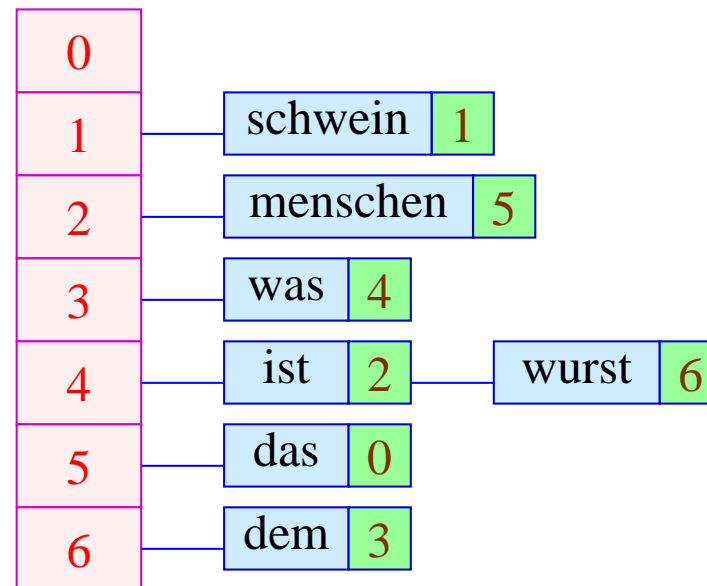 0
1 schwein 1
2 menschen 5
3 was 4
4 ist 2 wurst 6
5 das 0
6 dem 3